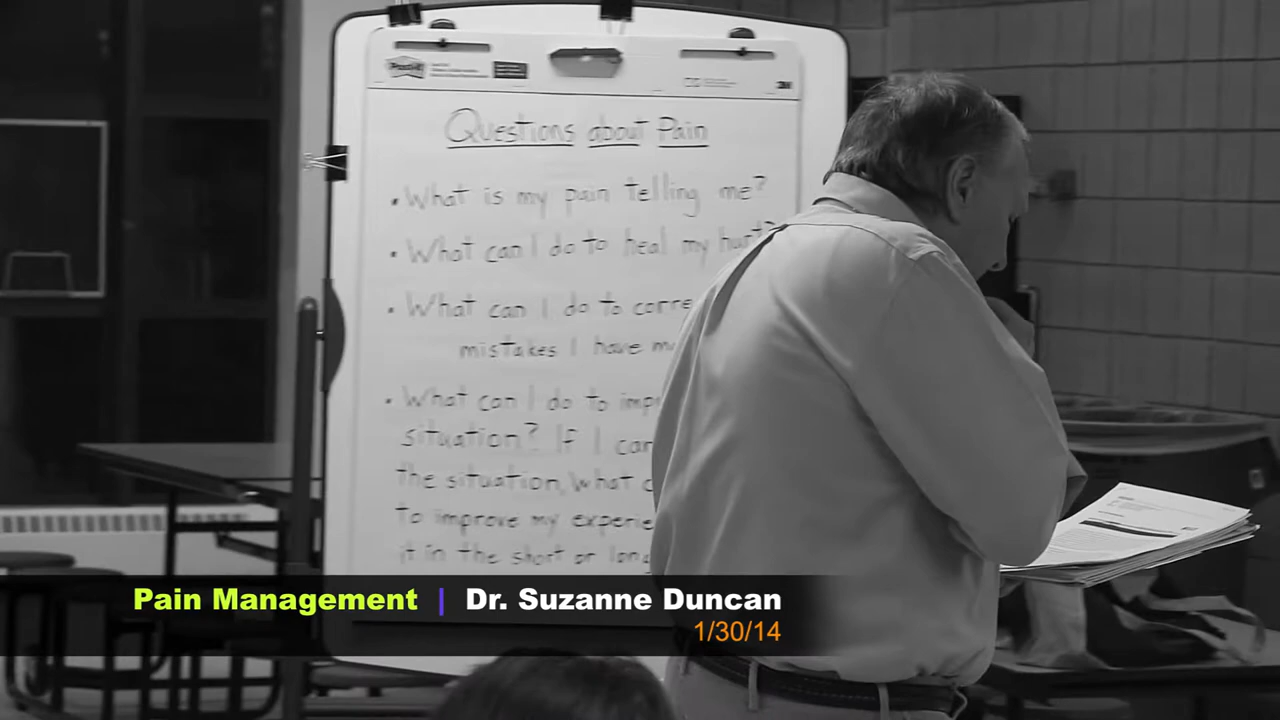 Questions about Pain
• What is my pain telling me?
• What can I do to heal my hurt?
• What can I do to corre
mistakes I have m
• What can I do to imp
situation? If I can
the situation, What c
to improve my experie
it in the short or long
Pain Management | Dr. Suzanne Duncan
1/30/14